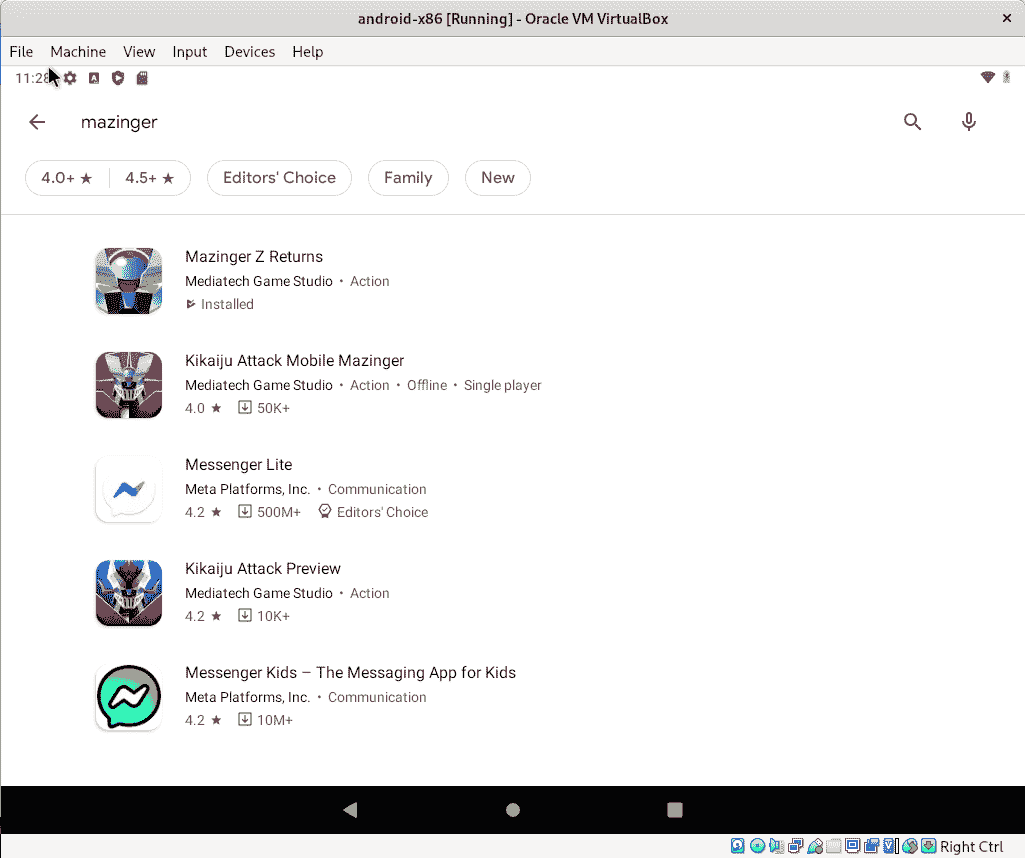 android-x86 [Running] - Oracle VM VirtualBox
File Machine View Input Devices Help
11:28
mazinger
4.0+ ★ 4.5+ ★ Editors' Choice Family New
Mazinger Z Returns
Mediatech Game Studio • Action
Installed
Kikaiju Attack Mobile Mazinger
Mediatech Game Studio • Action • Offline • Single player
4.0 ★ 50K+
Messenger Lite
Meta Platforms, Inc. • Communication
4.2 ★ 500M+ Editors' Choice
Kikaiju Attack Preview
Mediatech Game Studio • Action
4.2 ★ 10K+
Messenger Kids – The Messaging App for Kids
Meta Platforms, Inc. • Communication
4.2 ★ 10M+
Right Ctrl